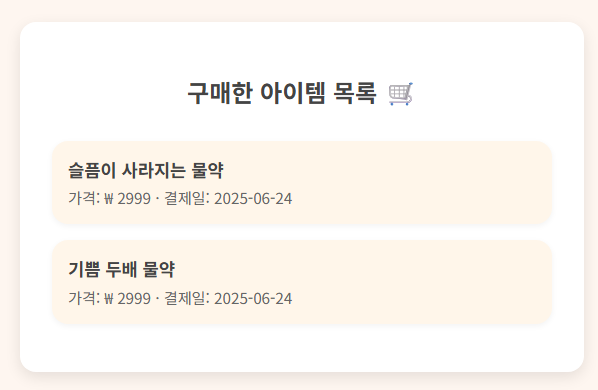 구매한 아이템 목록 🛒
슬픔이 사라지는 물약
가격: ₩ 2999 · 결제일: 2025-06-24
기쁨 두배 물약
가격: ₩ 2999 · 결제일: 2025-06-24